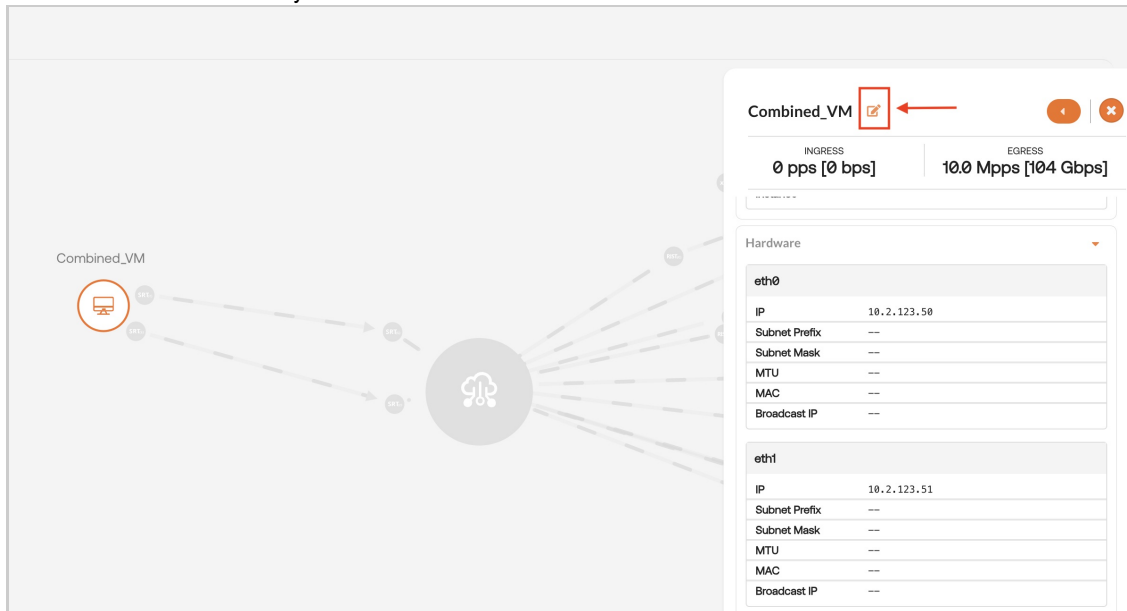 Combined_VM
INGRESS
0 pps [0 bps]
EGRESS
10.0 Mpps [104 Gbps]
Hardware
eth0
IP 10.2.123.50
Subnet Prefix --
Subnet Mask --
MTU --
MAC --
Broadcast IP --
eth1
IP 10.2.123.51
Subnet Prefix --
Subnet Mask --
MTU --
MAC --
Broadcast IP --
Combined_VM